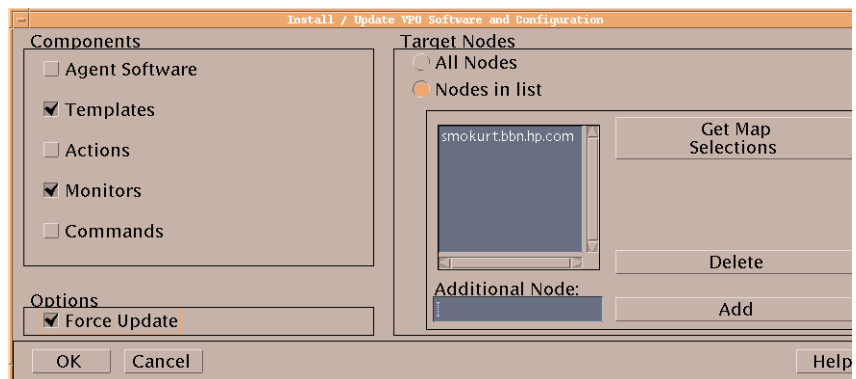 Install / Update VPO Software and Configuration
Components
Agent Software
Templates
Actions
Monitors
Commands
Options
Force Update
Target Nodes
All Nodes
Nodes in list
smokurt.bbn.hp.com
Get Map
Selections
Delete
Additional Node:
Add
OK
Cancel
Help